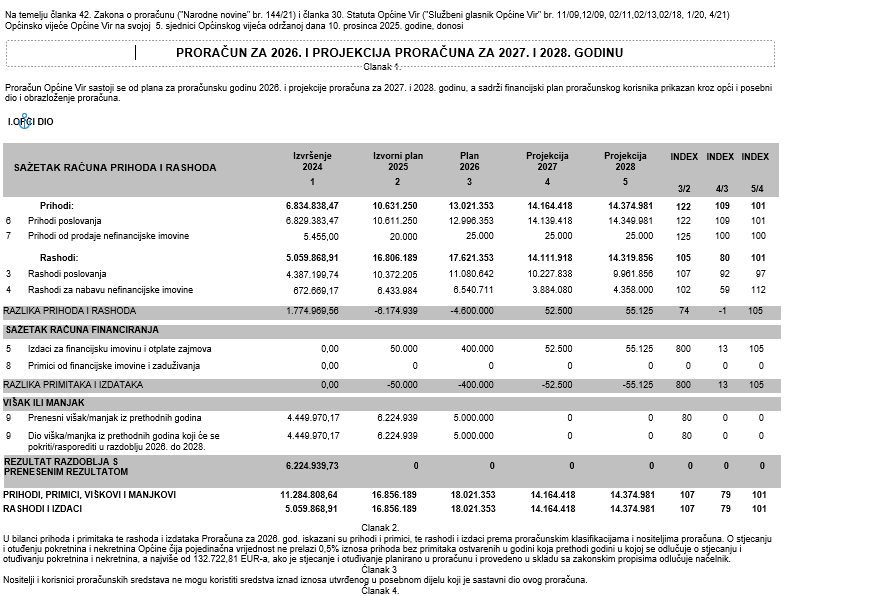 Na temelju članka 42. Zakona o proračunu ("Narodne novine" br. 144/21) i članka 30. Statuta Općine Vir ("Službeni glasnik Općine Vir" br. 11/09,12/09, 02/11,02/13,02/18, 1/20, 4/21)
Općinsko vijeće Općine Vir na svojoj 5. sjednici Općinskog vijeća održanoj dana 10. prosinca 2025. godine, donosi
PRORAČUN ZA 2026. I PROJEKCIJA PRORAČUNA ZA 2027. I 2028. GODINU
Članak 1.
Proračun Općine Vir sastoji se od plana za proračunsku godinu 2026. i projekcije proračuna za 2027. i 2028. godinu, a sadrži financijski plan proračunskog korisnika prikazan kroz opći i posebni
dio i obrazloženje proračuna.
I.OPĆI DIO
SAŽETAK RAČUNA PRIHODA I RASHODA Izvršenje 2024 Izvorni plan 2025 Plan 2026 Projekcija 2027 Projekcija 2028 INDEX INDEX INDEX
1 2 3 4 5 3/2 4/3 5/4
Prihodi: 6.834.838,47 10.631.250 13.021.353 14.164.418 14.374.981 122 109 101
6 Prihodi poslovanja 6.829.383,47 10.611.250 12.996.353 14.139.418 14.349.981 122 109 101
7 Prihodi od prodaje nefinancijske imovine 5.455,00 20.000 25.000 25.000 25.000 125 100 100
Rashodi: 5.059.868,91 16.806.189 17.621.353 14.111.918 14.319.856 105 80 101
3 Rashodi poslovanja 4.387.199,74 10.372.205 11.080.642 10.227.838 9.961.856 107 92 97
4 Rashodi za nabavu nefinancijske imovine 672.669,17 6.433.984 6.540.711 3.884.080 4.358.000 102 59 112
RAZLIKA PRIHODA I RASHODA 1.774.969,56 -6.174.939 -4.600.000 52.500 55.125 74 -1 105
SAŽETAK RAČUNA FINANCIRANJA
5 Izdaci za financijsku imovinu i otplate zajmova 0,00 50.000 400.000 52.500 55.125 800 13 105
8 Primici od financijske imovine i zaduživanja 0,00 0 0 0 0 0 0 0
RAZLIKA PRIMITAKA I IZDATAKA 0,00 -50.000 -400.000 -52.500 -55.125 800 13 105
VIŠAK ILI MANJAK
9 Prenesni višak/manjak iz prethodnih godina 4.449.970,17 6.224.939 5.000.000 0 0 80 0 0
9 Dio viška/manjka iz prethodnih godina koji će se 4.449.970,17 6.224.939 5.000.000 0 0 80 0 0
pokriti/rasporediti u razdoblju 2026. do 2028.
REZULTAT RAZDOBLJA S
PRENESENIM REZULTATOM 6.224.939,73 0 0 0 0 0 0 0
PRIHODI, PRIMICI, VIŠKOVI I MANJKOVI 11.284.808,64 16.856.189 18.021.353 14.164.418 14.374.981 107 79 101
RASHODI I IZDACI 5.059.868,91 16.856.189 18.021.353 14.164.418 14.374.981 107 79 101
Članak 2.
U bilanci prihoda i primitaka te rashoda i izdataka Proračuna za 2026. god. iskazani su prihodi i primici, te rashodi i izdaci prema proračunskim klasifikacijama i nositeljima proračuna. O stjecanju
i otuđenju pokretnina i nekretnina Općine čija pojedinačna vrijednost ne prelazi 0,5% iznosa prihoda bez primitaka ostvarenih u godini koja prethodi godini u kojoj se odlučuje o stjecanju i
otuđivanju pokretnina i nekretnina, a najviše od 132.722,81 EUR-a, ako je stjecanje i otuđivanje planirano u proračunu i provedeno u skladu sa zakonskim propisima odlučuje načelnik.
Članak 3
Nositelji i korisnici proračunskih sredstava ne mogu koristiti sredstva iznad iznosa utvrđenog u posebnom dijelu koji je sastavni dio ovog proračuna.
Članak 4.